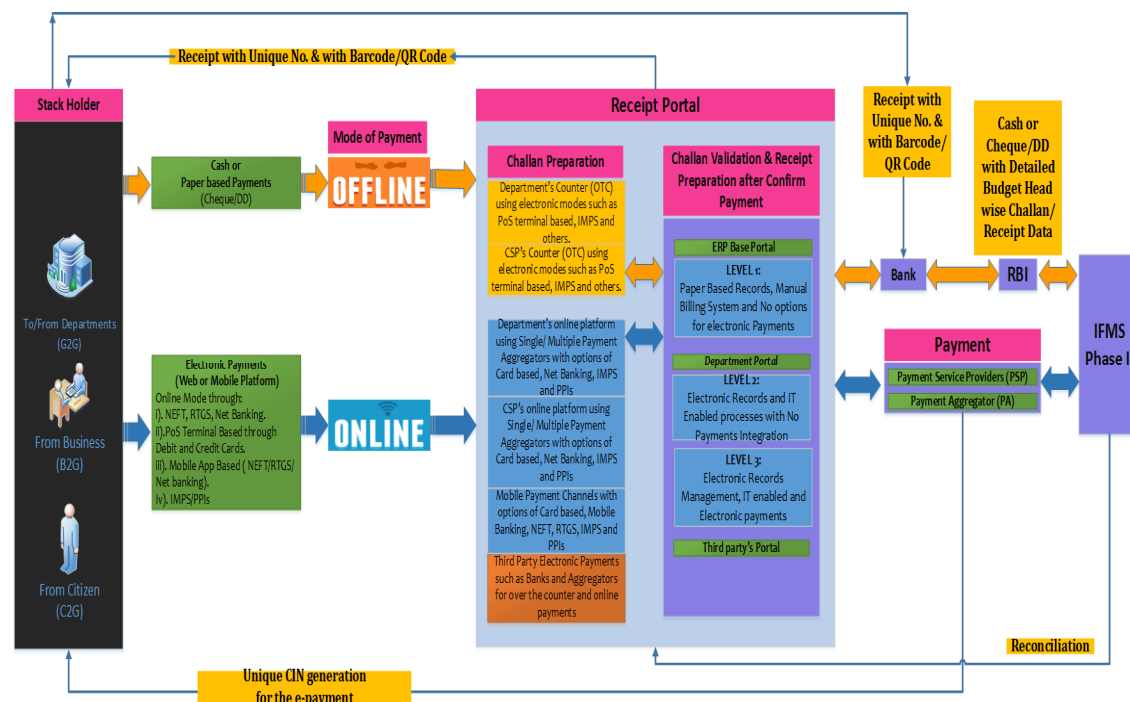 Receipt with Unique No. & with Barcode/QR Code
Stack Holder
To/From Departments
(G2G)
From Business
(B2G)
From Citizen
(C2G)
Cash or
Paper based Payments
(Cheque/DD)
Electronic Payments
(Web or Mobile Platform)
Online Mode through:
i). NEFT, RTGS, Net Banking.
ii).PoS Terminal Based through
Debit and Credit Cards.
iii). Mobile App Based ( NEFT/RTGS/
Net banking).
Iv). IMPS/PPIs
Mode of Payment
OFFLINE
ONLINE
Receipt Portal
Challan Preparation
Department's Counter (OTC)
using electronic modes such as
PoS terminal based, IMPS and
others.
CSP's Counter (OTC) using
electronic modes such as PoS
terminal based, IMPS and others.
Department's online platform
using Single/ Multiple Payment
Aggregators with options of
Card based, Net Banking, IMPS
and PPIs
CSP's online platform using
Single/ Multiple Payment
Aggregators with options of
Card based, Net Banking, IMPS
and PPIs
Mobile Payment Channels with
options of Card based, Mobile
Banking, NEFT, RTGS, IMPS and
PPIs
Third Party Electronic Payments
such as Banks and Aggregators
for over the counter and online
payments
Challan Validation & Receipt
Preparation after Confirm
Payment
ERP Base Portal
LEVEL 1:
Paper Based Records, Manual
Billing System and No options
for electronic Payments
Department Portal
LEVEL 2:
Electronic Records and IT
Enabled processes with No
Payments Integration
LEVEL 3:
Electronic Records
Management, IT enabled and
Electronic payments
Third party's Portal
Receipt with
Unique No. &
with Barcode/
QR Code
Cash or
Cheque/DD
with Detailed
Budget Head
wise Challan/
Receipt Data
Bank
RBI
IFMS
Phase I
Payment
Payment Service Providers (PSP)
Payment Aggregator (PA)
Reconciliation
Unique CIN generation
for the e-payment